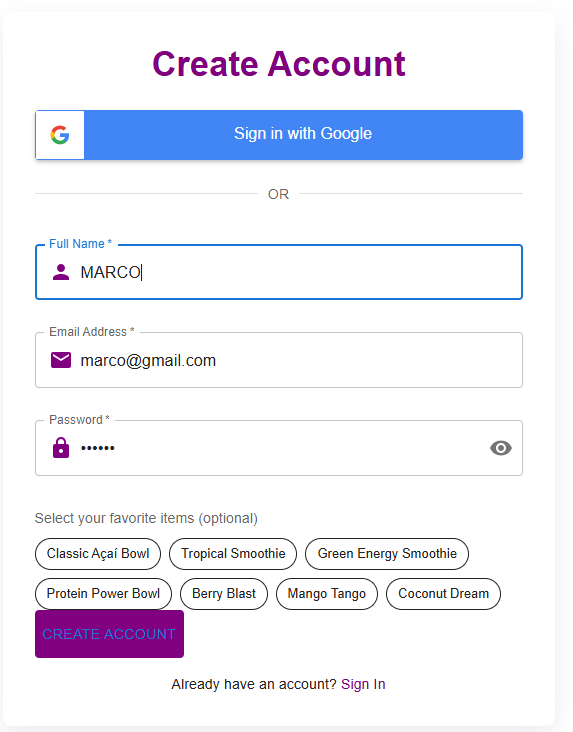 Create Account
Sign in with Google
OR
Full Name *
MARCO
Email Address *
marco@gmail.com
Password *
••••••
Select your favorite items (optional)
Classic Açaí Bowl Tropical Smoothie Green Energy Smoothie
Protein Power Bowl Berry Blast Mango Tango Coconut Dream
CREATE ACCOUNT
Already have an account? Sign In